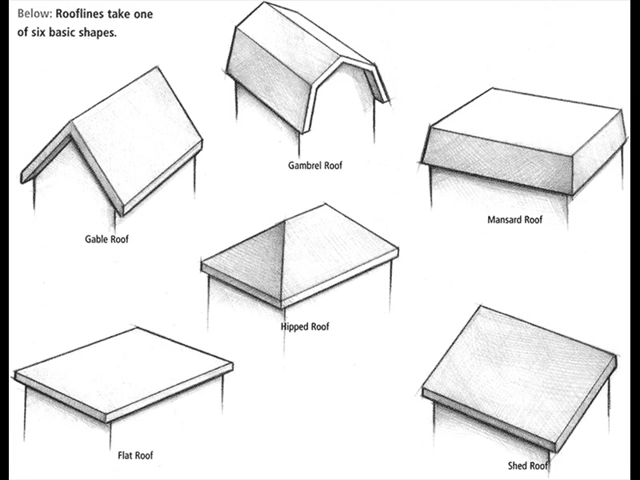 Below: Rooflines take one
of six basic shapes.
Gambrel Roof
Mansard Roof
Gable Roof
Hipped Roof
Flat Roof
Shed Roof